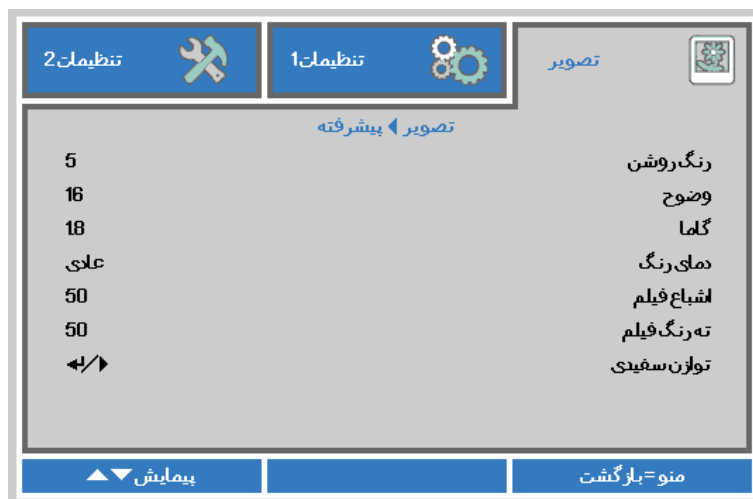 تصویر تنظیمات1 تنظیمات2
تصویر ◀ پیشرفته
رنگ روشن 5
وضوح 16
گاما 1.8
دمای رنگ عادی
اشباع فیلم 50
ته رنگ فیلم 50
توازن سفیدی ↵/▶
منو=بازگشت پیمایش▼▲